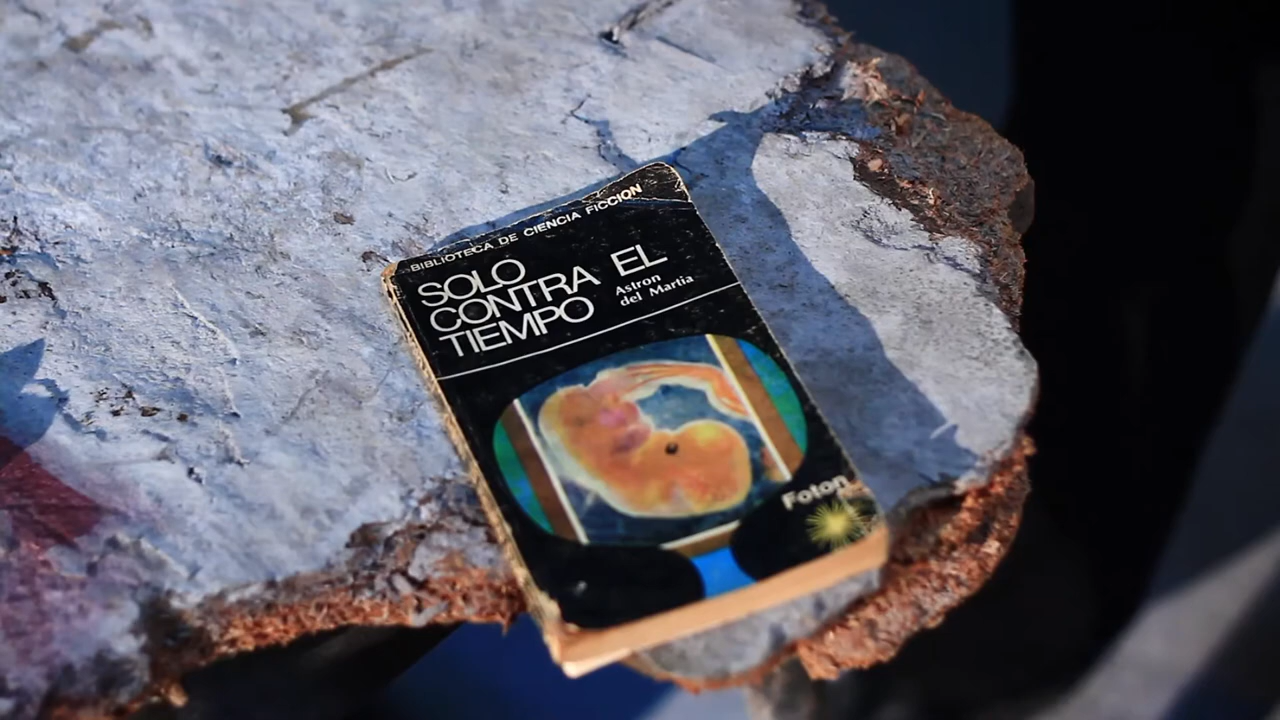 BIBLIOTECA DE CIENCIA FICCION
SOLO
CONTRA EL
TIEMPO
Astron
del Martia
Foton